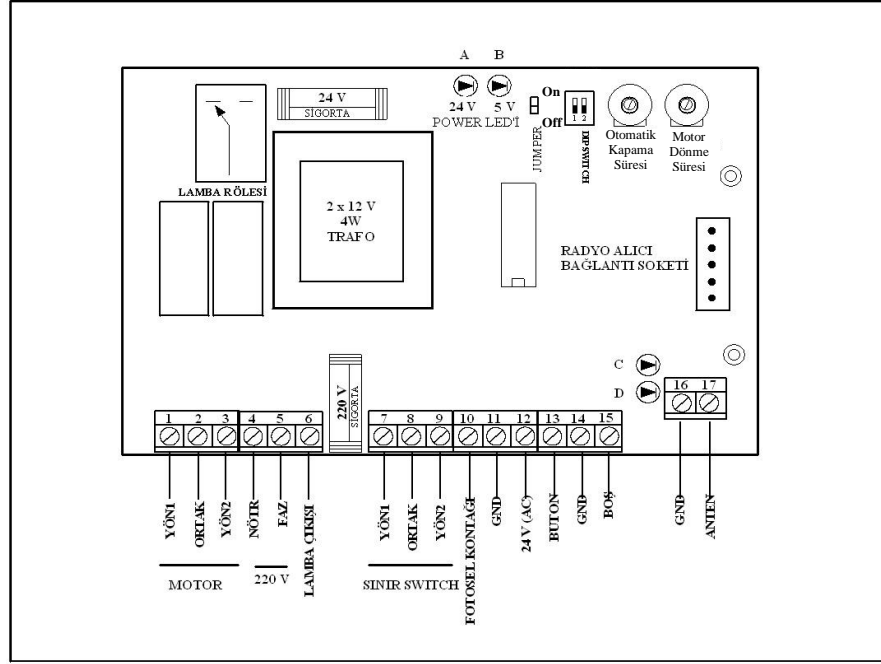 A B
24 V
SİGORTA
24 V 5 V
POWER LED'İ
JUMPER
On
Off
1 2
DIPSWITCH
Otomatik
Kapama
Süresi
Motor
Dönme
Süresi
LAMBA RÖLESİ
2 x 12 V
4W
TRAFO
RADYO ALICI
BAĞLANTI SOKETİ
220 V
SİGORTA
C
D
16 17
1 2 3 4 5 6
7 8 9 10 11 12 13 14 15
YÖN1
ORTAK
YÖN2
NÖTR
FAZ
LAMBA ÇIKIŞI
YÖN1
ORTAK
YÖN2
FOTOSEL KONTAĞI
GND
24 V (AC)
BUTON
GND
BOŞ
GND
ANTEN
MOTOR
220 V
SINIR SWITCH